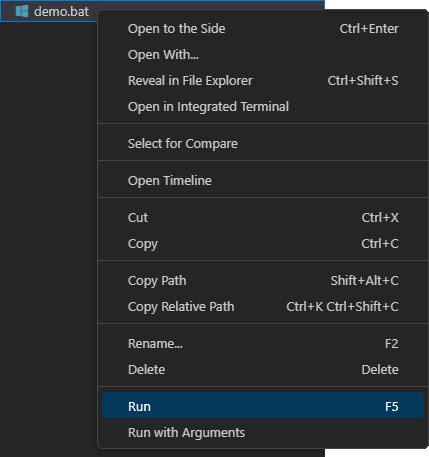 demo.bat
Open to the Side Ctrl+Enter
Open With...
Reveal in File Explorer Ctrl+Shift+S
Open in Integrated Terminal
Select for Compare
Open Timeline
Cut Ctrl+X
Copy Ctrl+C
Copy Path Shift+Alt+C
Copy Relative Path Ctrl+K Ctrl+Shift+C
Rename... F2
Delete Delete
Run F5
Run with Arguments